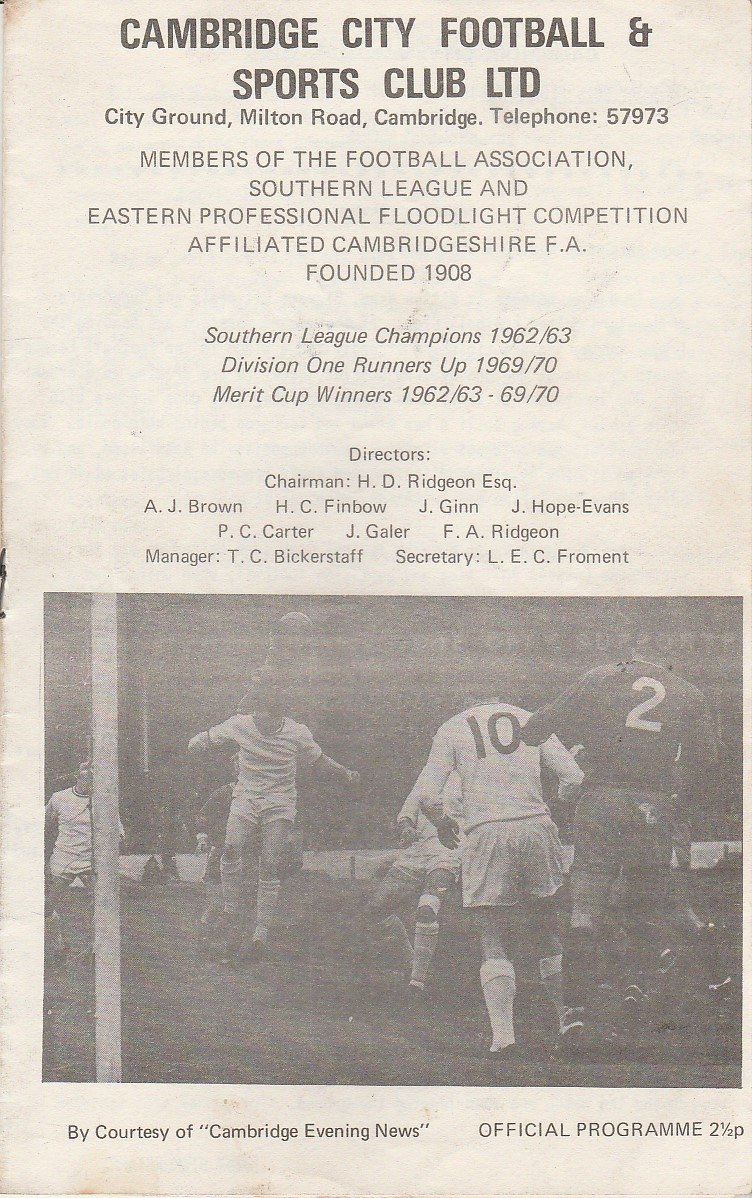 CAMBRIDGE CITY FOOTBALL &
SPORTS CLUB LTD
City Ground, Milton Road, Cambridge. Telephone: 57973
MEMBERS OF THE FOOTBALL ASSOCIATION,
SOUTHERN LEAGUE AND
EASTERN PROFESSIONAL FLOODLIGHT COMPETITION
AFFILIATED CAMBRIDGESHIRE F.A.
FOUNDED 1908
Southern League Champions 1962/63
Division One Runners Up 1969/70
Merit Cup Winners 1962/63 - 69/70
Directors:
Chairman: H. D. Ridgeon Esq.
A. J. Brown H. C. Finbow J. Ginn J. Hope-Evans
P. C. Carter J. Galer F. A. Ridgeon
Manager: T. C. Bickerstaff Secretary: L. E. C. Froment
2
10
By Courtesy of "Cambridge Evening News" OFFICIAL PROGRAMME 2½p